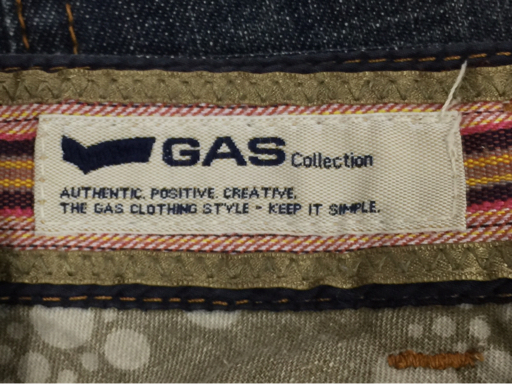 GAS Collection
AUTHENTIC. POSITIVE. CREATIVE.
THE GAS CLOTHING STYLE - KEEP IT SIMPLE.